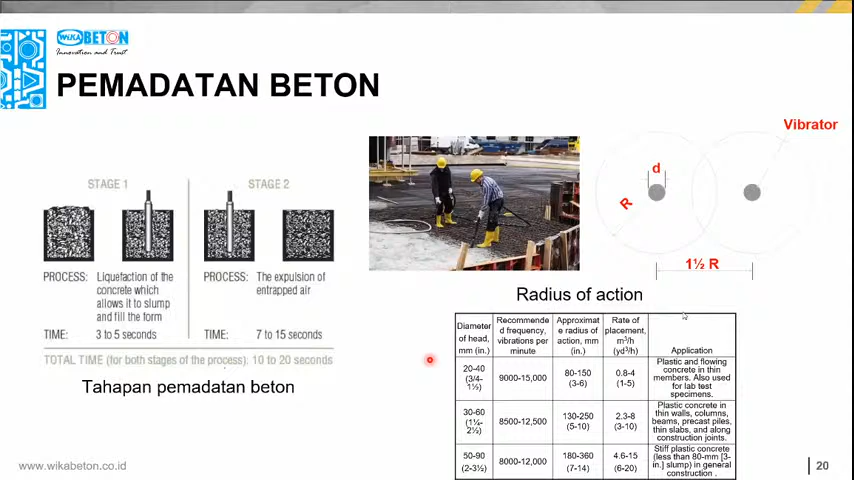 WIKA BETON
Innovation and Trust
PEMADATAN BETON
STAGE 1
STAGE 2
PROCESS:
Liquefaction of the
concrete which
allows it to slump
and fill the form
TIME:
3 to 5 seconds
PROCESS:
The expulsion of
entrapped air
TIME:
7 to 15 seconds
TOTAL TIME (for both stages of the process): 10 to 20 seconds
Tahapan pemadatan beton
Vibrator
d
R
1½ R
Radius of action
Diameter
of head,
mm (in.)
Recommende
d frequency,
vibrations per
minute
Approximat
e radius of
action, mm
(in.)
Rate of
placement,
m³/h
(yd³/h)
Application
20-40
(3/4-
1½)
9000-15,000
80-150
(3-6)
0.8-4
(1-5)
Plastic and flowing
concrete in thin
members. Also used
for lab test
specimens.
30-60
(1¼-
2½)
8500-12,500
130-250
(5-10)
2.3-8
(3-10)
Plastic concrete in
thin walls, columns,
beams, precast piles,
thin slabs, and along
construction joints.
50-90
(2-3½)
8000-12,000
180-360
(7-14)
4.6-15
(6-20)
Stiff plastic concrete
(less than 80-mm [3-
in.] slump) in general
construction .
www.wikabeton.co.id
20